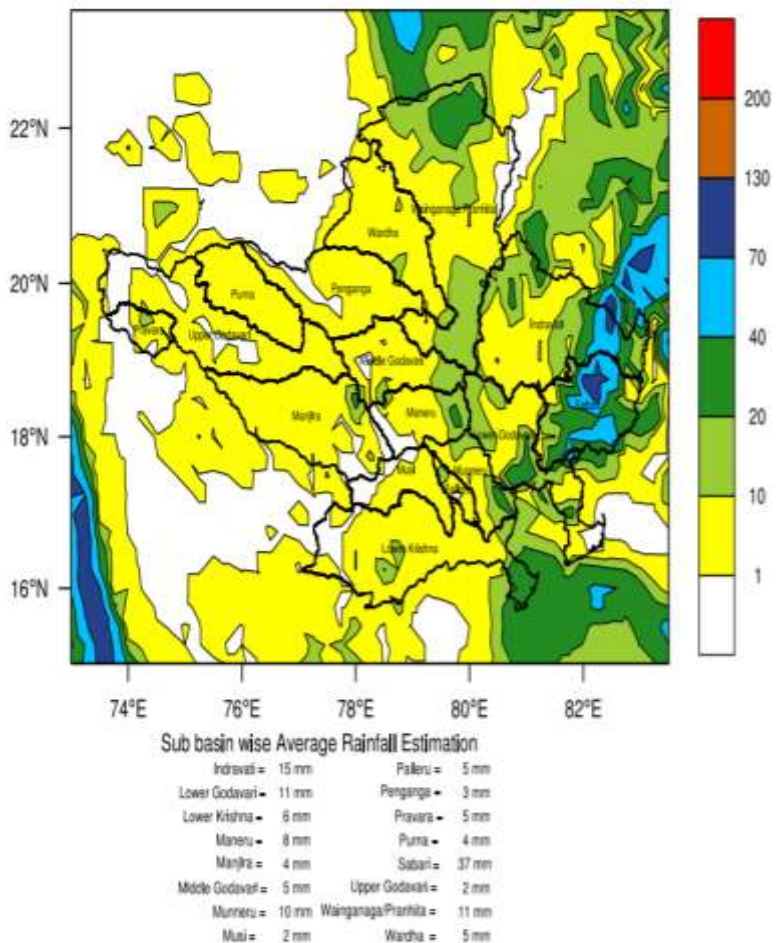 22°N
20°N
18°N
16°N
74°E 76°E 78°E 80°E 82°E
200
130
70
40
20
10
1
Wainganaga Pranhita
Wardha
Purna
Penganga
Indravati
Pravara
Upper Godavari
Middle Godavari
Manjira
Maneru
Lower Godavari
Musi
Munneru
Lower Krishna
Sub basin wise Average Rainfall Estimation
Indravati = 15 mm Palleru = 5 mm
Lower Godavari = 11 mm Penganga = 3 mm
Lower Krishna = 6 mm Pravara = 5 mm
Maneru = 8 mm Purna = 4 mm
Manjira = 4 mm Sabari = 37 mm
Middle Godavari = 5 mm Upper Godavari = 2 mm
Munneru = 10 mm Wainganaga/Pranhita = 11 mm
Musi = 2 mm Wardha = 5 mm